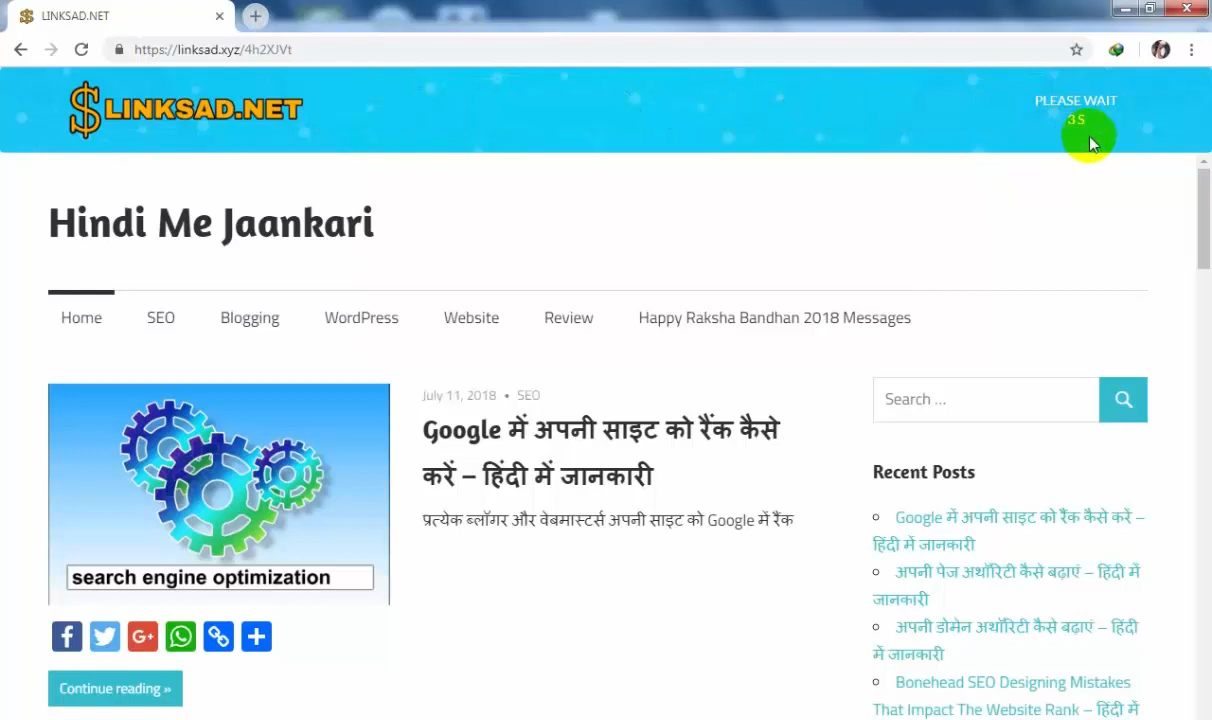 LINKSAD.NET
https://linksad.xyz/4h2XJVt
$LINKSAD.NET
PLEASE WAIT
3 S
Hindi Me Jaankari
Home SEO Blogging WordPress Website Review Happy Raksha Bandhan 2018 Messages
July 11, 2018 • SEO
Google में अपनी साइट को रैंक कैसे
करें – हिंदी में जानकारी
प्रत्येक ब्लॉगर और वेबमास्टर्स अपनी साइट को Google में रैंक
search engine optimization
Continue reading »
Search ...
Recent Posts
Google में अपनी साइट को रैंक कैसे करें –
हिंदी में जानकारी
अपनी पेज अथॉरिटी कैसे बढ़ाएं – हिंदी में
जानकारी
अपनी डोमेन अथॉरिटी कैसे बढ़ाएं – हिंदी
में जानकारी
Bonehead SEO Designing Mistakes
That Impact The Website Rank – हिंदी में